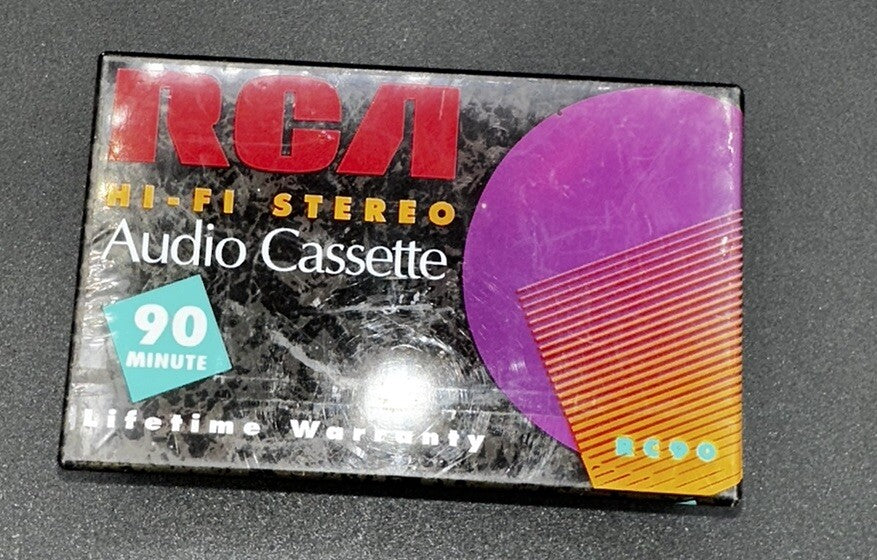 RCA
HI-FI STEREO
Audio Cassette
90
MINUTE
Lifetime Warranty
RC90